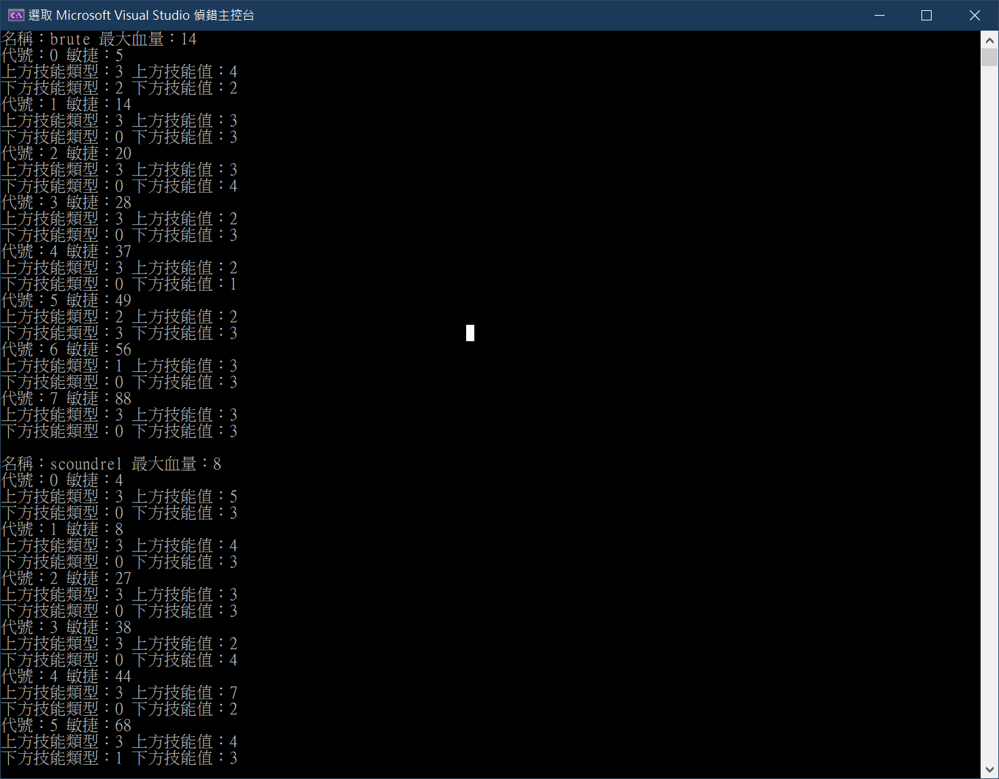 選取 Microsoft Visual Studio 偵錯主控台
名稱：brute 最大血量：14
代號：0 敏捷：5
上方技能類型：3 上方技能值：4
下方技能類型：2 下方技能值：2
代號：1 敏捷：14
上方技能類型：3 上方技能值：3
下方技能類型：0 下方技能值：3
代號：2 敏捷：20
上方技能類型：3 上方技能值：3
下方技能類型：0 下方技能值：4
代號：3 敏捷：28
上方技能類型：3 上方技能值：2
下方技能類型：0 下方技能值：3
代號：4 敏捷：37
上方技能類型：3 上方技能值：2
下方技能類型：0 下方技能值：1
代號：5 敏捷：49
上方技能類型：2 上方技能值：2
下方技能類型：3 下方技能值：3
代號：6 敏捷：56
上方技能類型：1 上方技能值：3
下方技能類型：0 下方技能值：3
代號：7 敏捷：88
上方技能類型：3 上方技能值：3
下方技能類型：0 下方技能值：3
名稱：scoundrel 最大血量：8
代號：0 敏捷：4
上方技能類型：3 上方技能值：5
下方技能類型：0 下方技能值：3
代號：1 敏捷：8
上方技能類型：3 上方技能值：4
下方技能類型：0 下方技能值：3
代號：2 敏捷：27
上方技能類型：3 上方技能值：3
下方技能類型：0 下方技能值：3
代號：3 敏捷：38
上方技能類型：3 上方技能值：2
下方技能類型：0 下方技能值：4
代號：4 敏捷：44
上方技能類型：3 上方技能值：7
下方技能類型：0 下方技能值：2
代號：5 敏捷：68
上方技能類型：3 上方技能值：4
下方技能類型：1 下方技能值：3